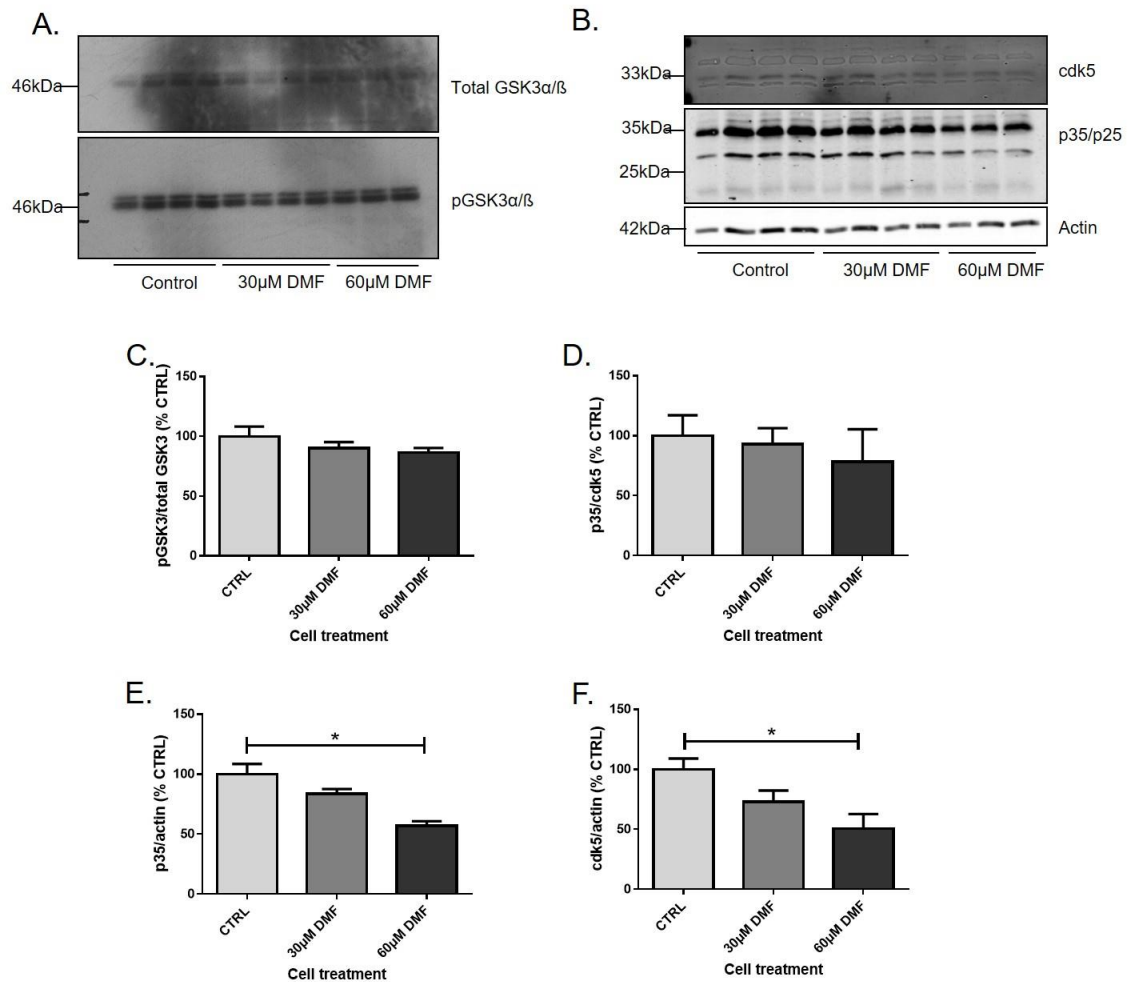 A.
46kDa
Total GSK3α/ß
46kDa
pGSK3α/ß
Control
30µM DMF
60µM DMF
B.
33kDa
cdk5
35kDa
p35/p25
25kDa
42kDa
Actin
Control
30µM DMF
60µM DMF
C.
pGSK3/total GSK3 (% CTRL)
150
100
50
0
CTRL
30µM DMF
60µM DMF
Cell treatment
D.
p35/cdk5 (% CTRL)
150
100
50
0
CTRL
30µM DMF
60µM DMF
Cell treatment
E.
p35/actin (% CTRL)
150
100
50
0
*
CTRL
30µM DMF
60µM DMF
Cell treatment
F.
cdk5/actin (% CTRL)
150
100
50
0
*
CTRL
30µM DMF
60µM DMF
Cell treatment